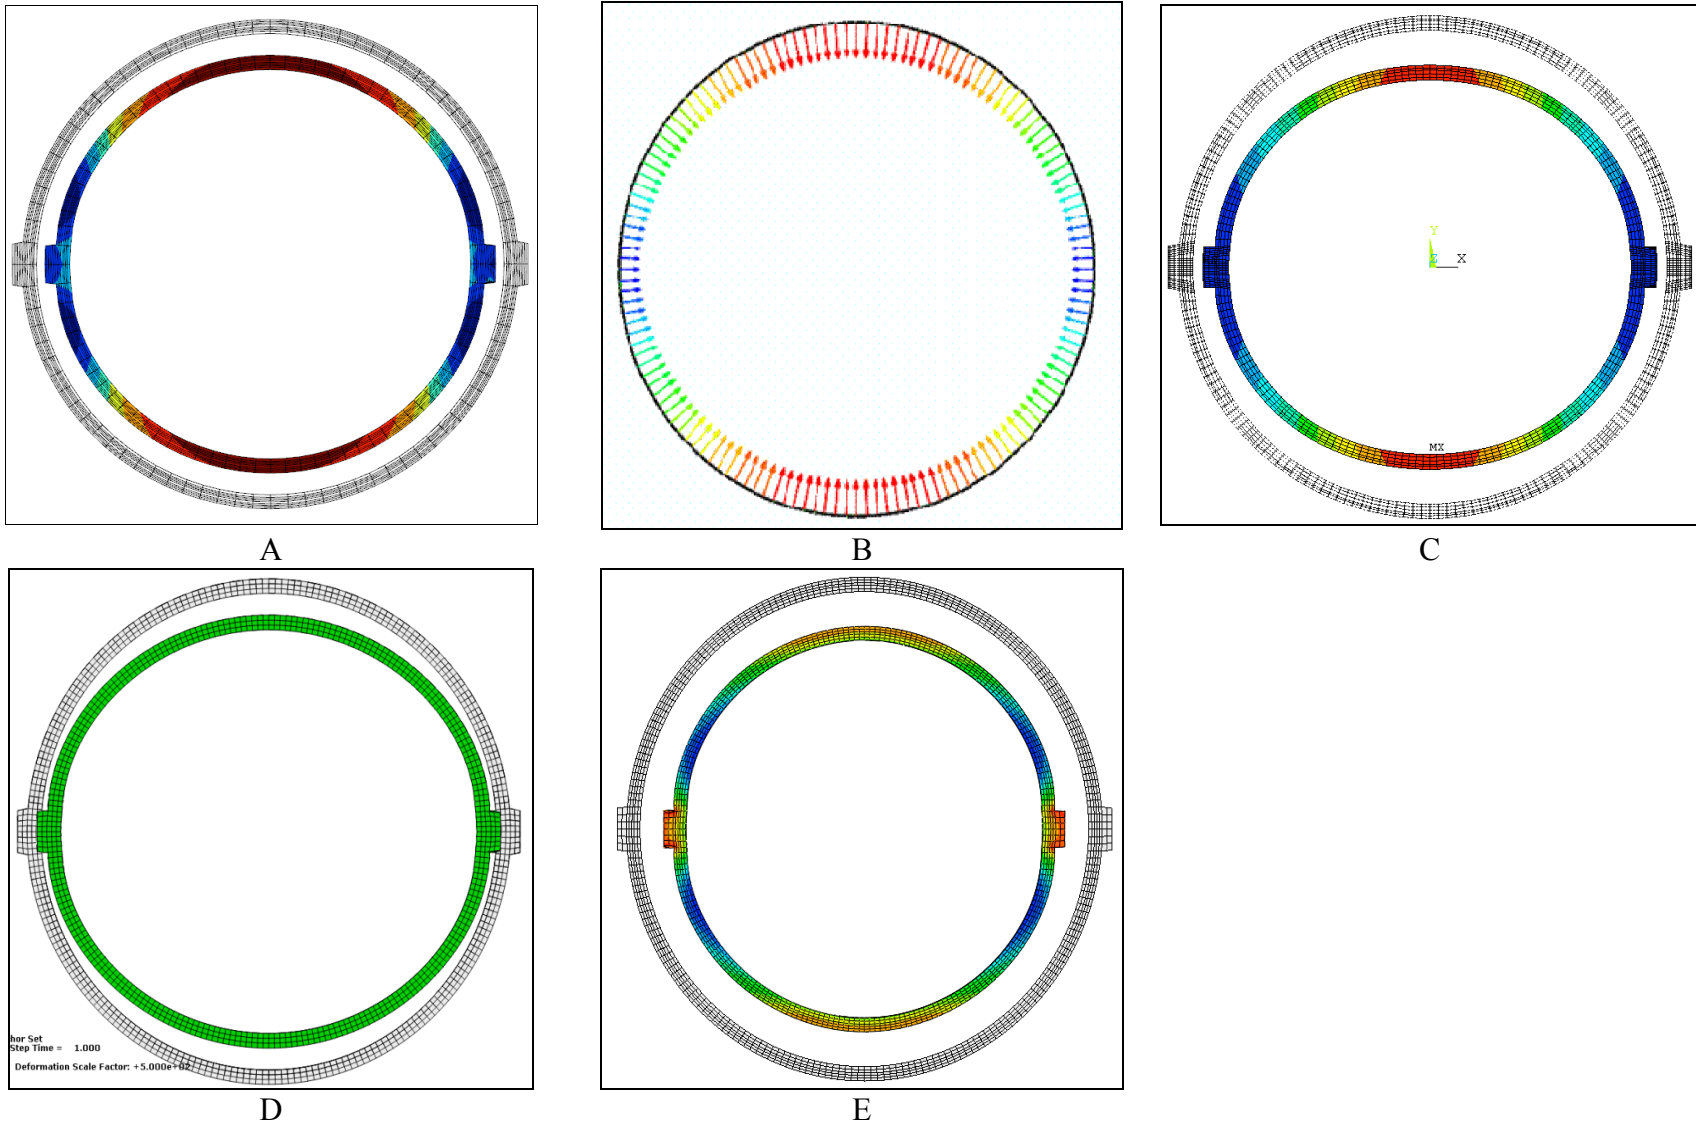 A
B
Y
Z X
MX
C
hor Set
Step Time = 1.000
Deformation Scale Factor: +5.000e+02
D
E